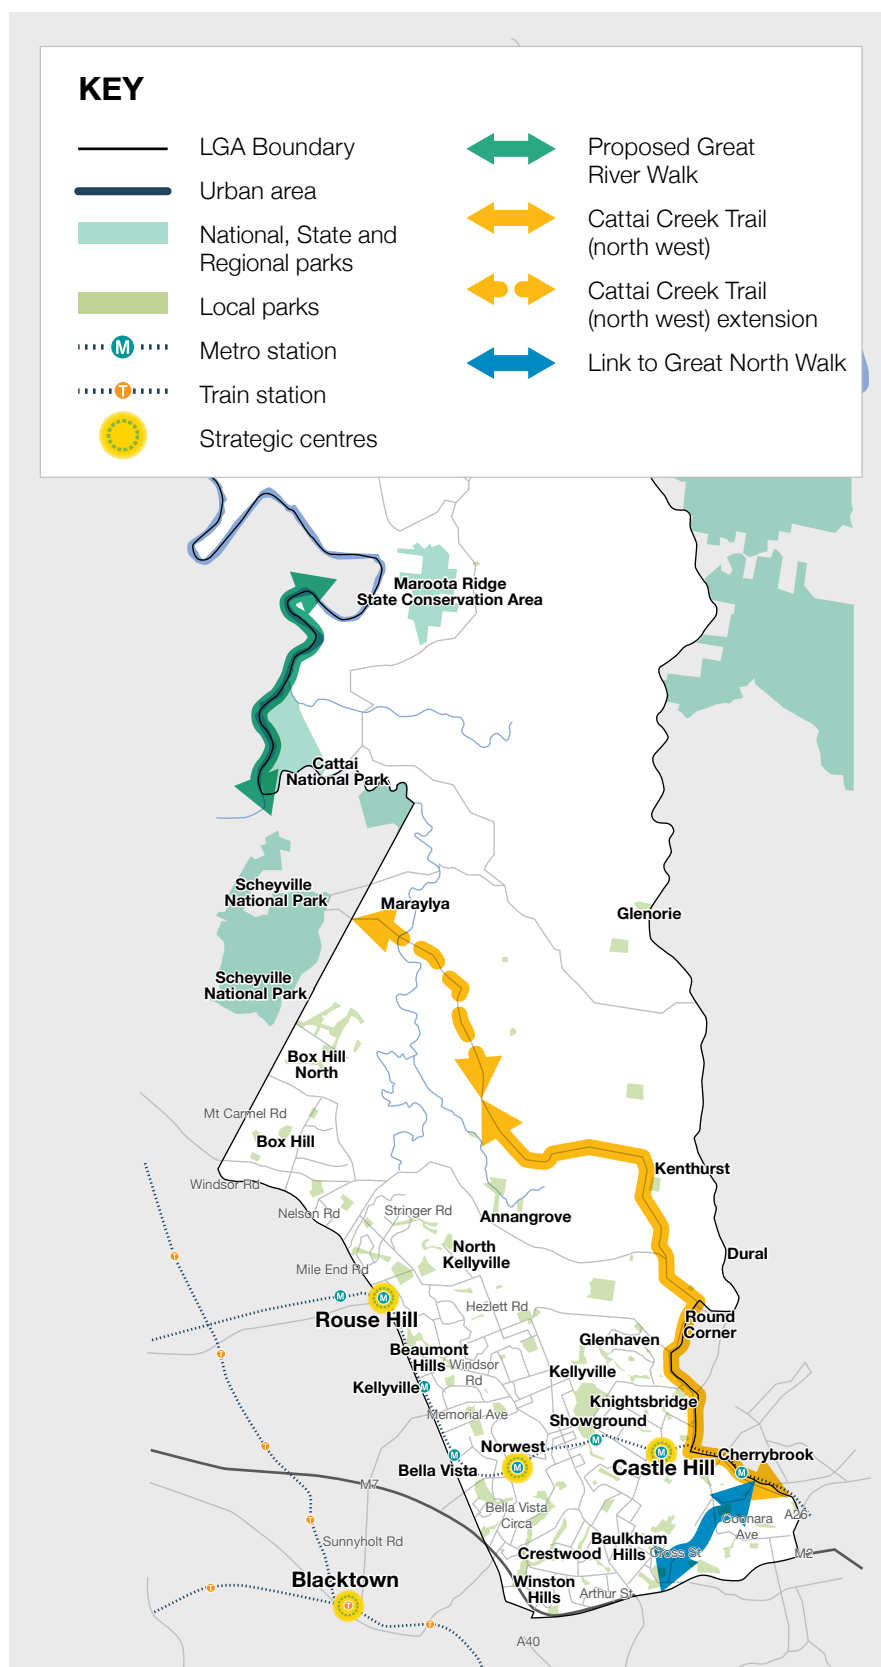 KEY
LGA Boundary
Urban area
National, State and
Regional parks
Local parks
M
Metro station
T
Train station
Strategic centres
Proposed Great
River Walk
Cattai Creek Trail
(north west)
Cattai Creek Trail
(north west) extension
Link to Great North Walk
Maroota Ridge
State Conservation Area
Cattai
National Park
Scheyville
National Park
Maraylya
Glenorie
Scheyville
National Park
Box Hill
North
Mt Carmel Rd
Box Hill
Kenthurst
Windsor Rd
Nelson Rd
Stringer Rd
Annangrove
North
Kellyville
Dural
T
Mile End Rd
M
M
Rouse Hill
Hezlett Rd
Round
Corner
Glenhaven
T
Beaumont
Hills
Windsor
Rd
Kellyville
Kellyville
M
Knightsbridge
Memorial Ave
Showground
M
T
Norwest
M
M
Cherrybrook
Bella Vista
M
Castle Hill
M
M7
Bella Vista
Circa
T
Coonara
Ave
A26
Sunnyholt Rd
Baulkham
Hills
Cross St
Crestwood
M2
Blacktown
T
T
Winston
Hills
Arthur St
T
A40